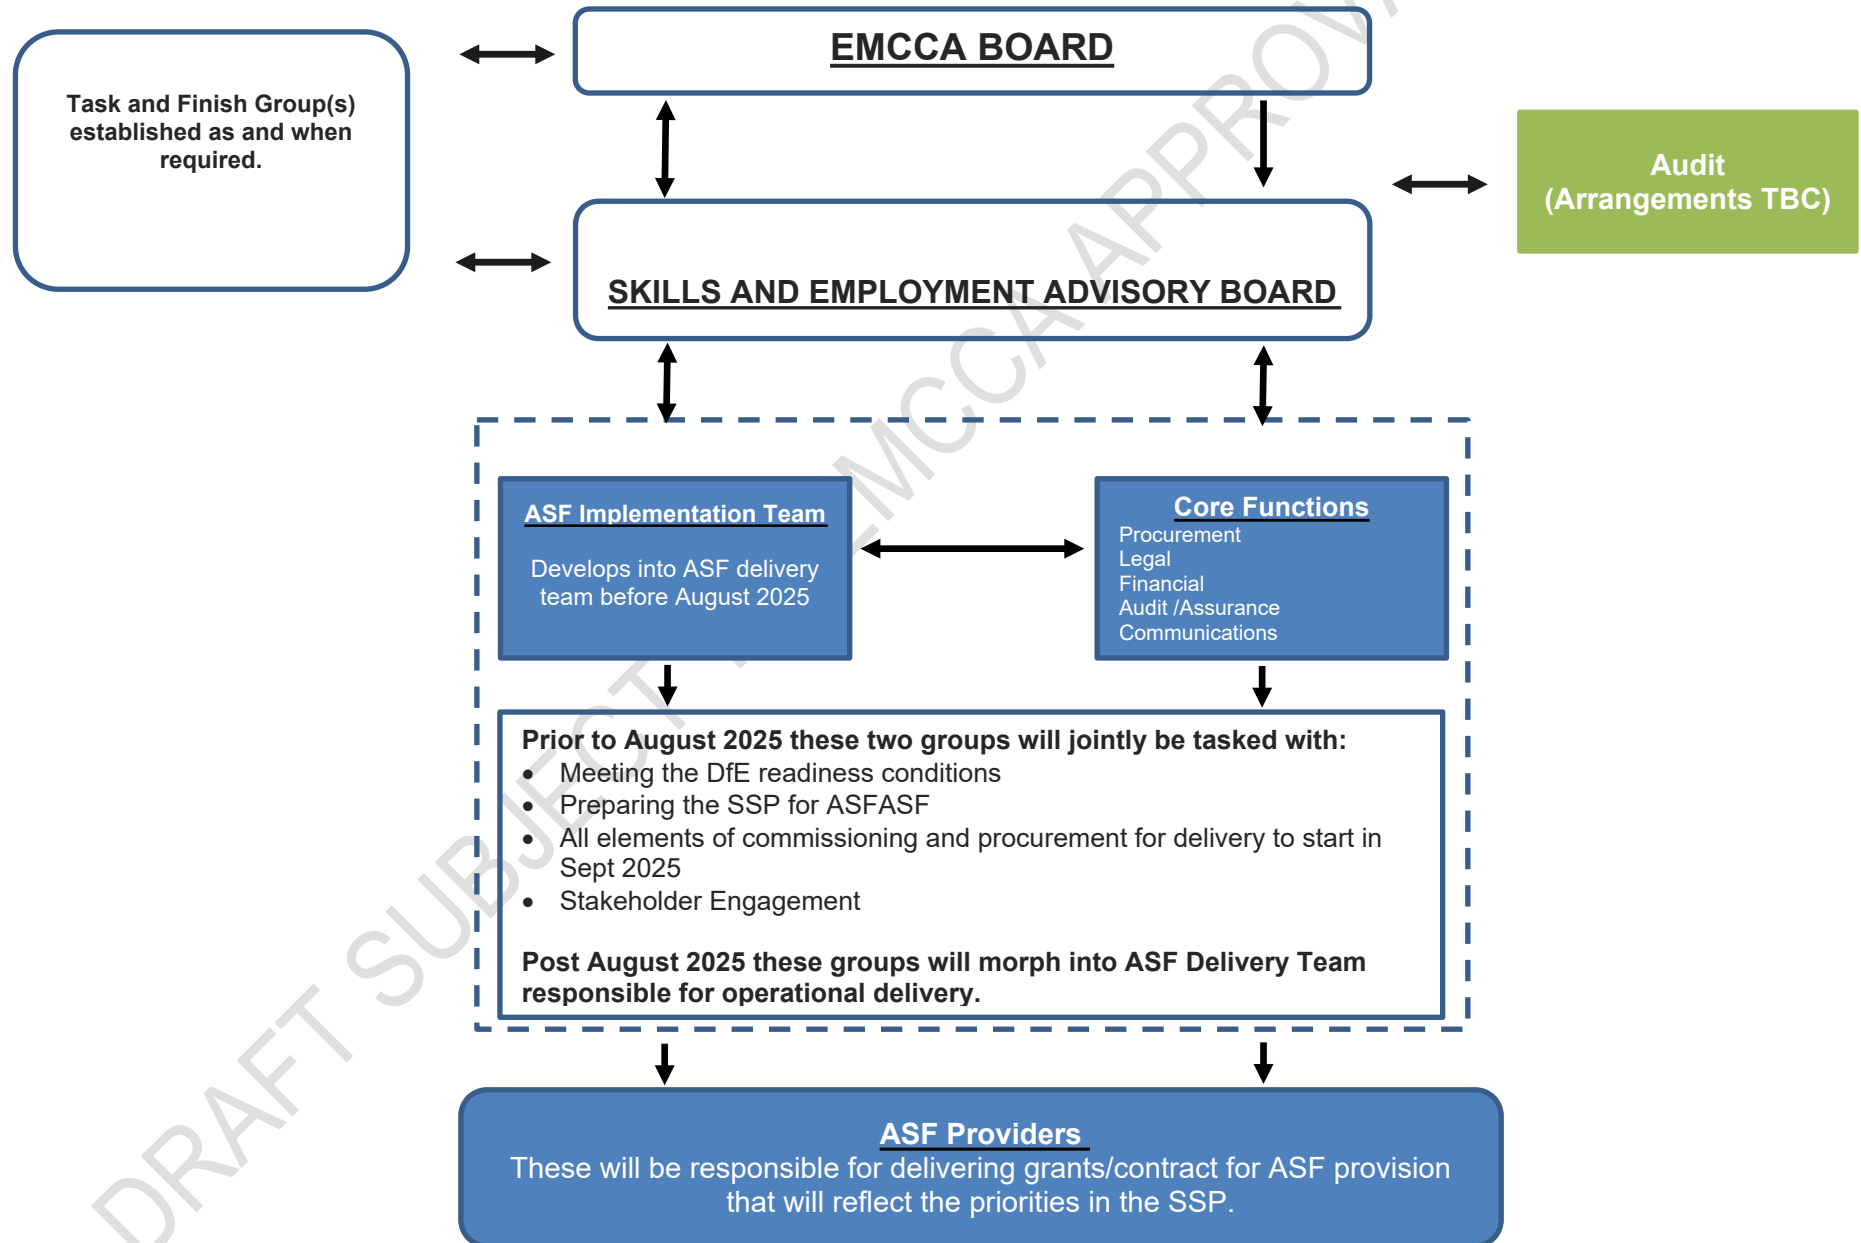 EMCCA BOARD
Task and Finish Group(s)
established as and when
required.
Audit
(Arrangements TBC)
SKILLS AND EMPLOYMENT ADVISORY BOARD
ASF Implementation Team
Develops into ASF delivery
team before August 2025
Core Functions
Procurement
Legal
Financial
Audit /Assurance
Communications
Prior to August 2025 these two groups will jointly be tasked with:
• Meeting the DfE readiness conditions
• Preparing the SSP for ASFASF
• All elements of commissioning and procurement for delivery to start in
Sept 2025
• Stakeholder Engagement
Post August 2025 these groups will morph into ASF Delivery Team
responsible for operational delivery.
ASF Providers
These will be responsible for delivering grants/contract for ASF provision
that will reflect the priorities in the SSP.
DRAFT SUBJECT EMCCA APPROVA